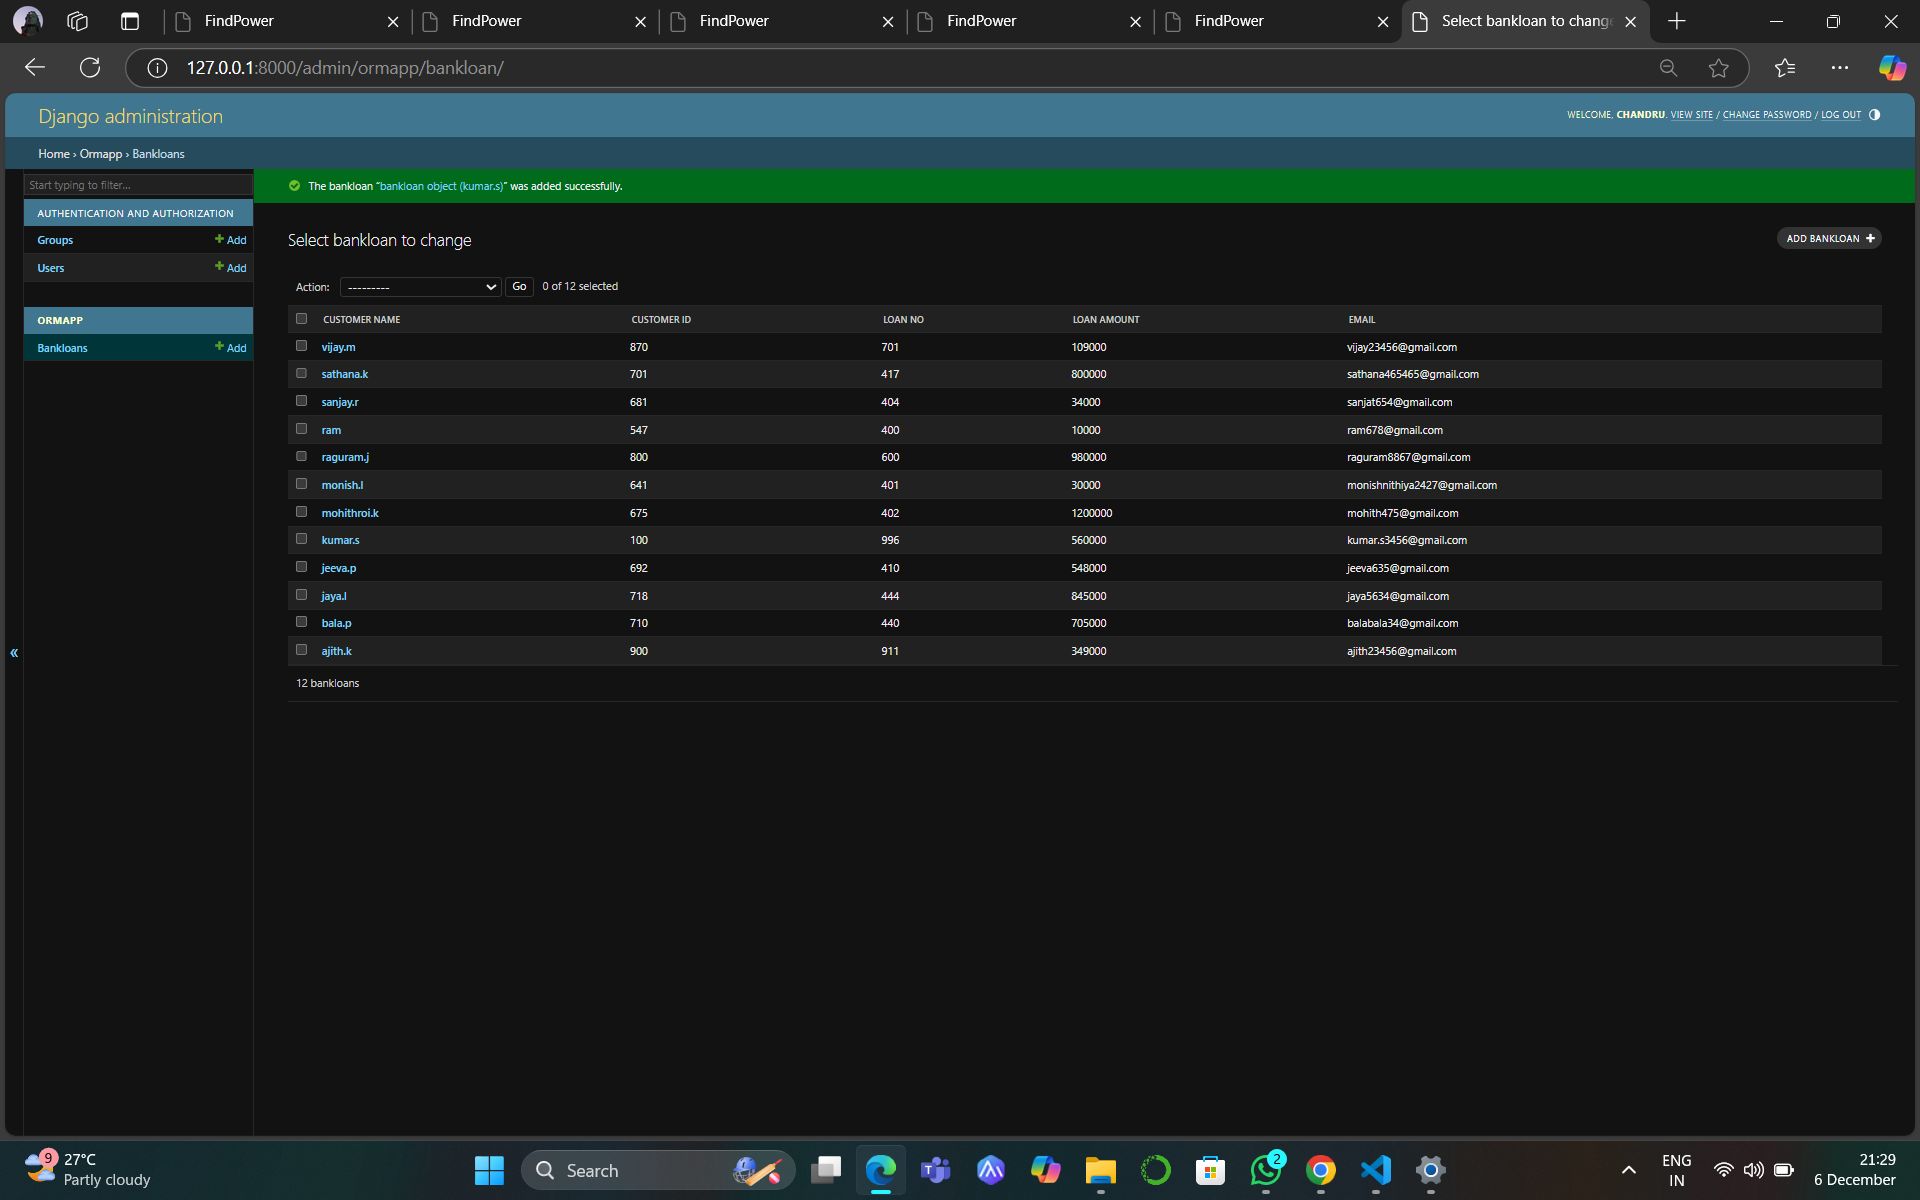 FindPower
FindPower
FindPower
FindPower
FindPower
Select bankloan to change
127.0.0.1:8000/admin/ormapp/bankloan/
Django administration
WELCOME, CHANDRU. VIEW SITE / CHANGE PASSWORD / LOG OUT
Home › Ormapp › Bankloans
Start typing to filter...
AUTHENTICATION AND AUTHORIZATION
Groups + Add
Users + Add
ORMAPP
Bankloans + Add
The bankloan “bankloan object (kumar.s)” was added successfully.
Select bankloan to change
ADD BANKLOAN +
Action: --------- Go 0 of 12 selected
CUSTOMER NAME CUSTOMER ID LOAN NO LOAN AMOUNT EMAIL
vijay.m 870 701 109000 vijay23456@gmail.com
sathana.k 701 417 800000 sathana465465@gmail.com
sanjay.r 681 404 34000 sanjat654@gmail.com
ram 547 400 10000 ram678@gmail.com
raguram.j 800 600 980000 raguram8867@gmail.com
monish.l 641 401 30000 monishnithiya2427@gmail.com
mohithroi.k 675 402 1200000 mohith475@gmail.com
kumar.s 100 996 560000 kumar.s3456@gmail.com
jeeva.p 692 410 548000 jeeva635@gmail.com
jaya.l 718 444 845000 jaya5634@gmail.com
bala.p 710 440 705000 balabala34@gmail.com
ajith.k 900 911 349000 ajith23456@gmail.com
12 bankloans
«
9
27°C
Partly cloudy
Search
2
ENG
IN
21:29
6 December